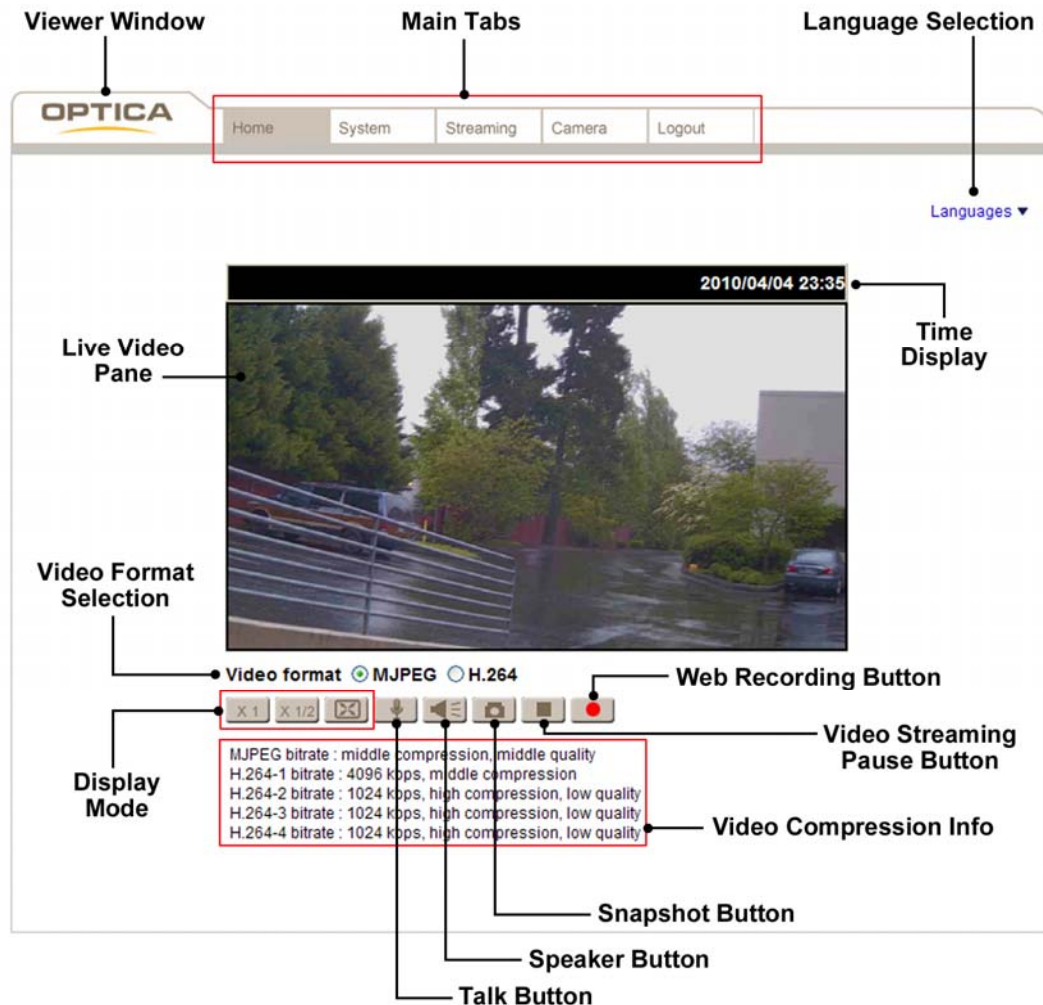 Viewer Window
Main Tabs
Language Selection
OPTICA
Home
System
Streaming
Camera
Logout
Languages ▼
2010/04/04 23:35
Time
Display
Live Video
Pane
Video Format
Selection
Video format MJPEG H.264
Web Recording Button
X 1
X 1/2
Video Streaming
Pause Button
Display
Mode
MJPEG bitrate : middle compression, middle quality
H.264-1 bitrate : 4096 kbps, middle compression
H.264-2 bitrate : 1024 kbps, high compression, low quality
H.264-3 bitrate : 1024 kbps, high compression, low quality
H.264-4 bitrate : 1024 kbps, high compression, low quality
Video Compression Info
Snapshot Button
Speaker Button
Talk Button